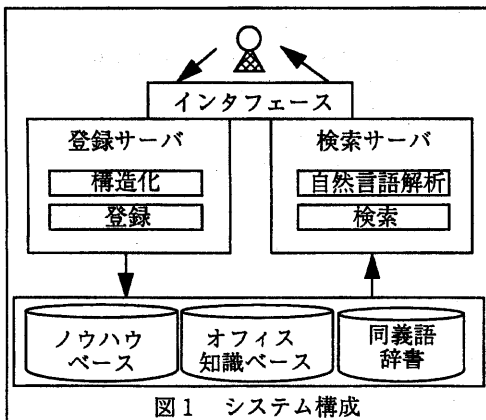 インタフェース
登録サーバ
構造化
登録
検索サーバ
自然言語解析
検索
ノウハウ
ベース
オフィス
知識ベース
同義語
辞書
図1 システム構成